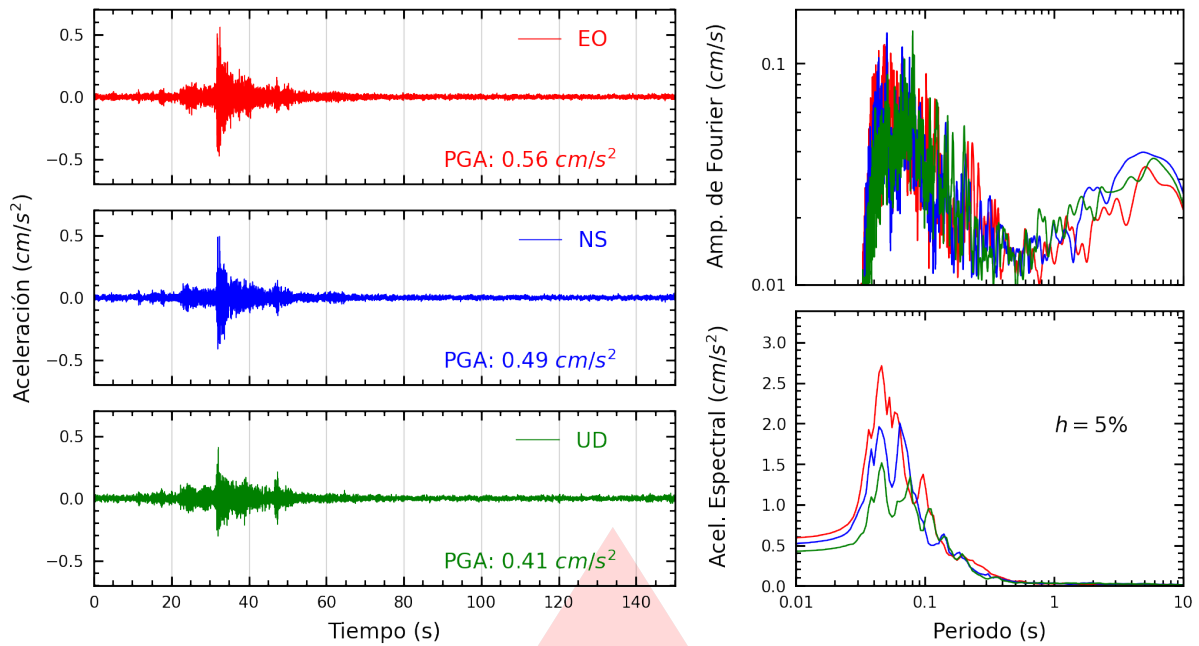 0.5
0.0
−0.5
EO
PGA: 0.56 cm/s²
0.5
0.0
−0.5
NS
PGA: 0.49 cm/s²
0.5
0.0
−0.5
UD
PGA: 0.41 cm/s²
0 20 40 60 80 100 120 140
Tiempo (s)
Aceleración (cm/s²)
0.1
0.01
Amp. de Fourier (cm/s)
3.0
2.5
2.0
1.5
1.0
0.5
0.0
h = 5%
Acel. Espectral (cm/s²)
0.01 0.1 1 10
Periodo (s)